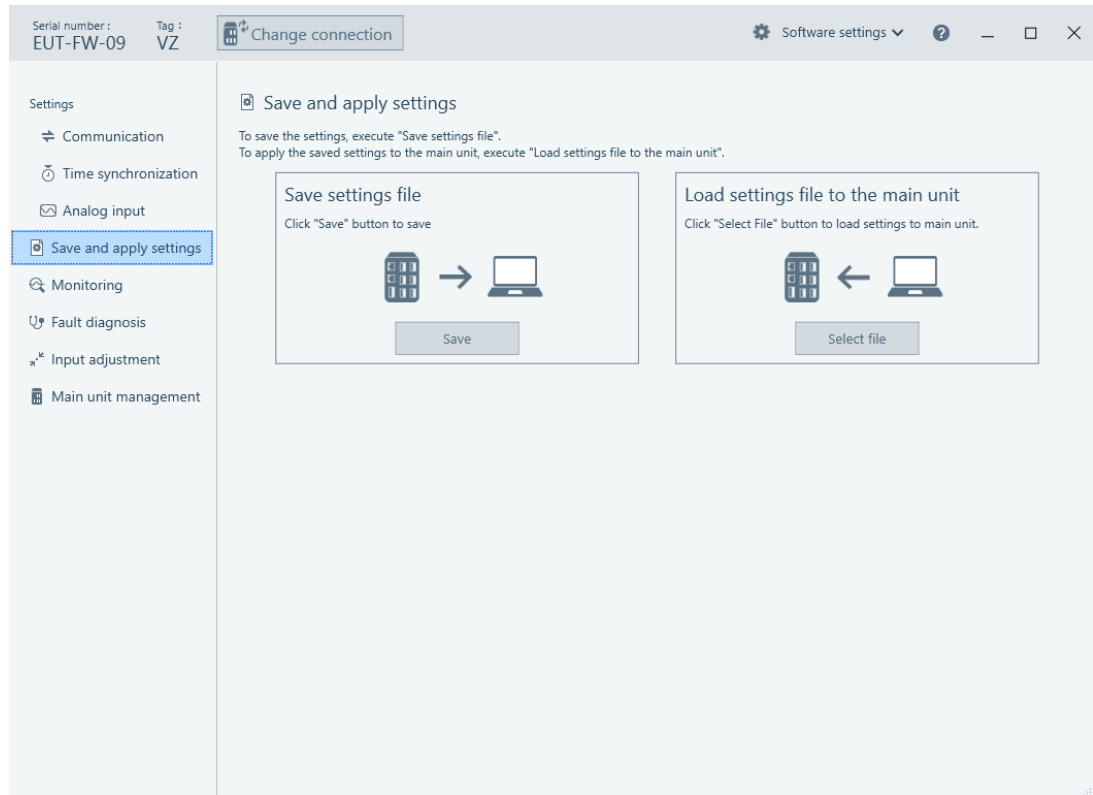 Serial number :
EUT-FW-09
Tag :
VZ
Change connection
Software settings
?
Settings
Communication
Time synchronization
Analog input
Save and apply settings
Monitoring
Fault diagnosis
Input adjustment
Main unit management
Save and apply settings
To save the settings, execute "Save settings file".
To apply the saved settings to the main unit, execute "Load settings file to the main unit".
Save settings file
Click "Save" button to save
Save
Load settings file to the main unit
Click "Select File" button to load settings to main unit.
Select file